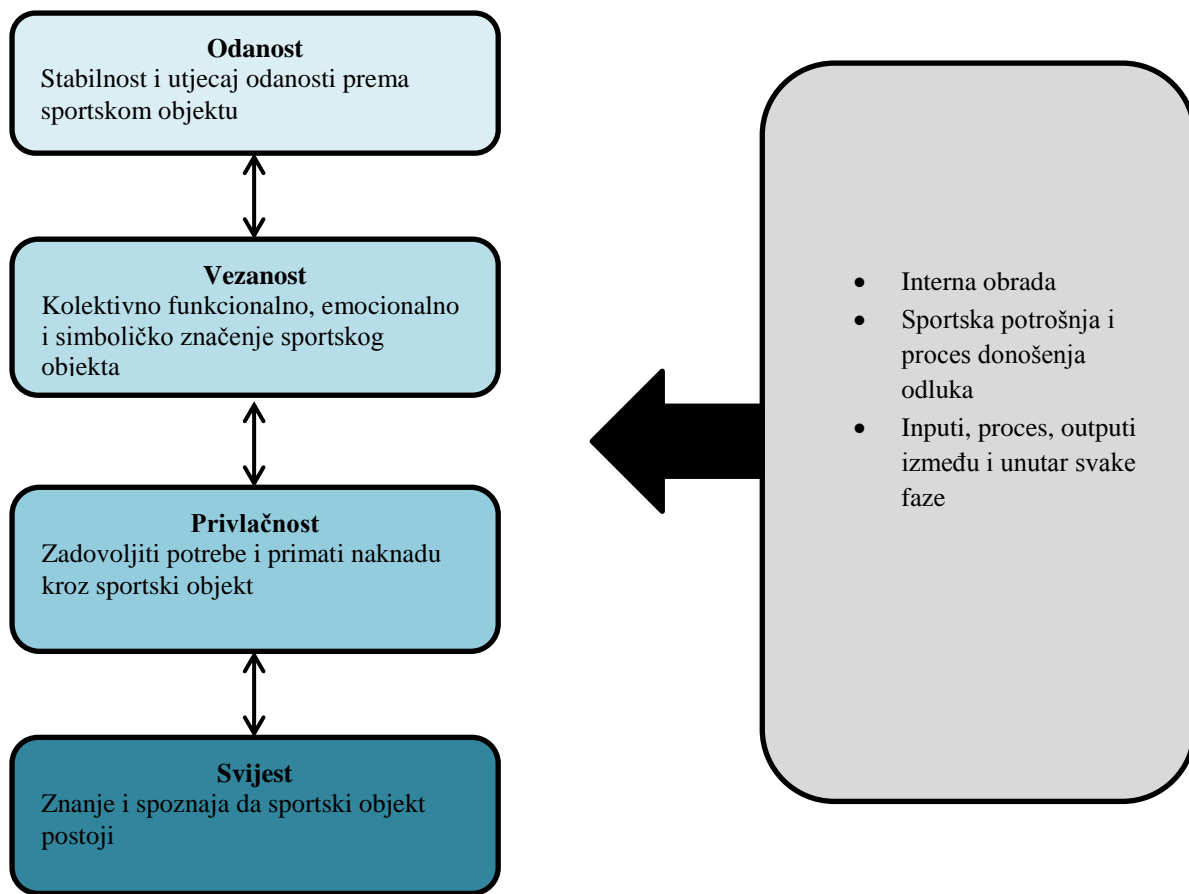 Odanost
Stabilnost i utjecaj odanosti prema
sportskom objektu
Vezanost
Kolektivno funkcionalno, emocionalno
i simboličko značenje sportskog
objekta
Privlačnost
Zadovoljiti potrebe i primati naknadu
kroz sportski objekt
Svijest
Znanje i spoznaja da sportski objekt
postoji
• Interna obrada
• Sportska potrošnja i
proces donošenja
odluka
• Inputi, proces, outputi
između i unutar svake
faze